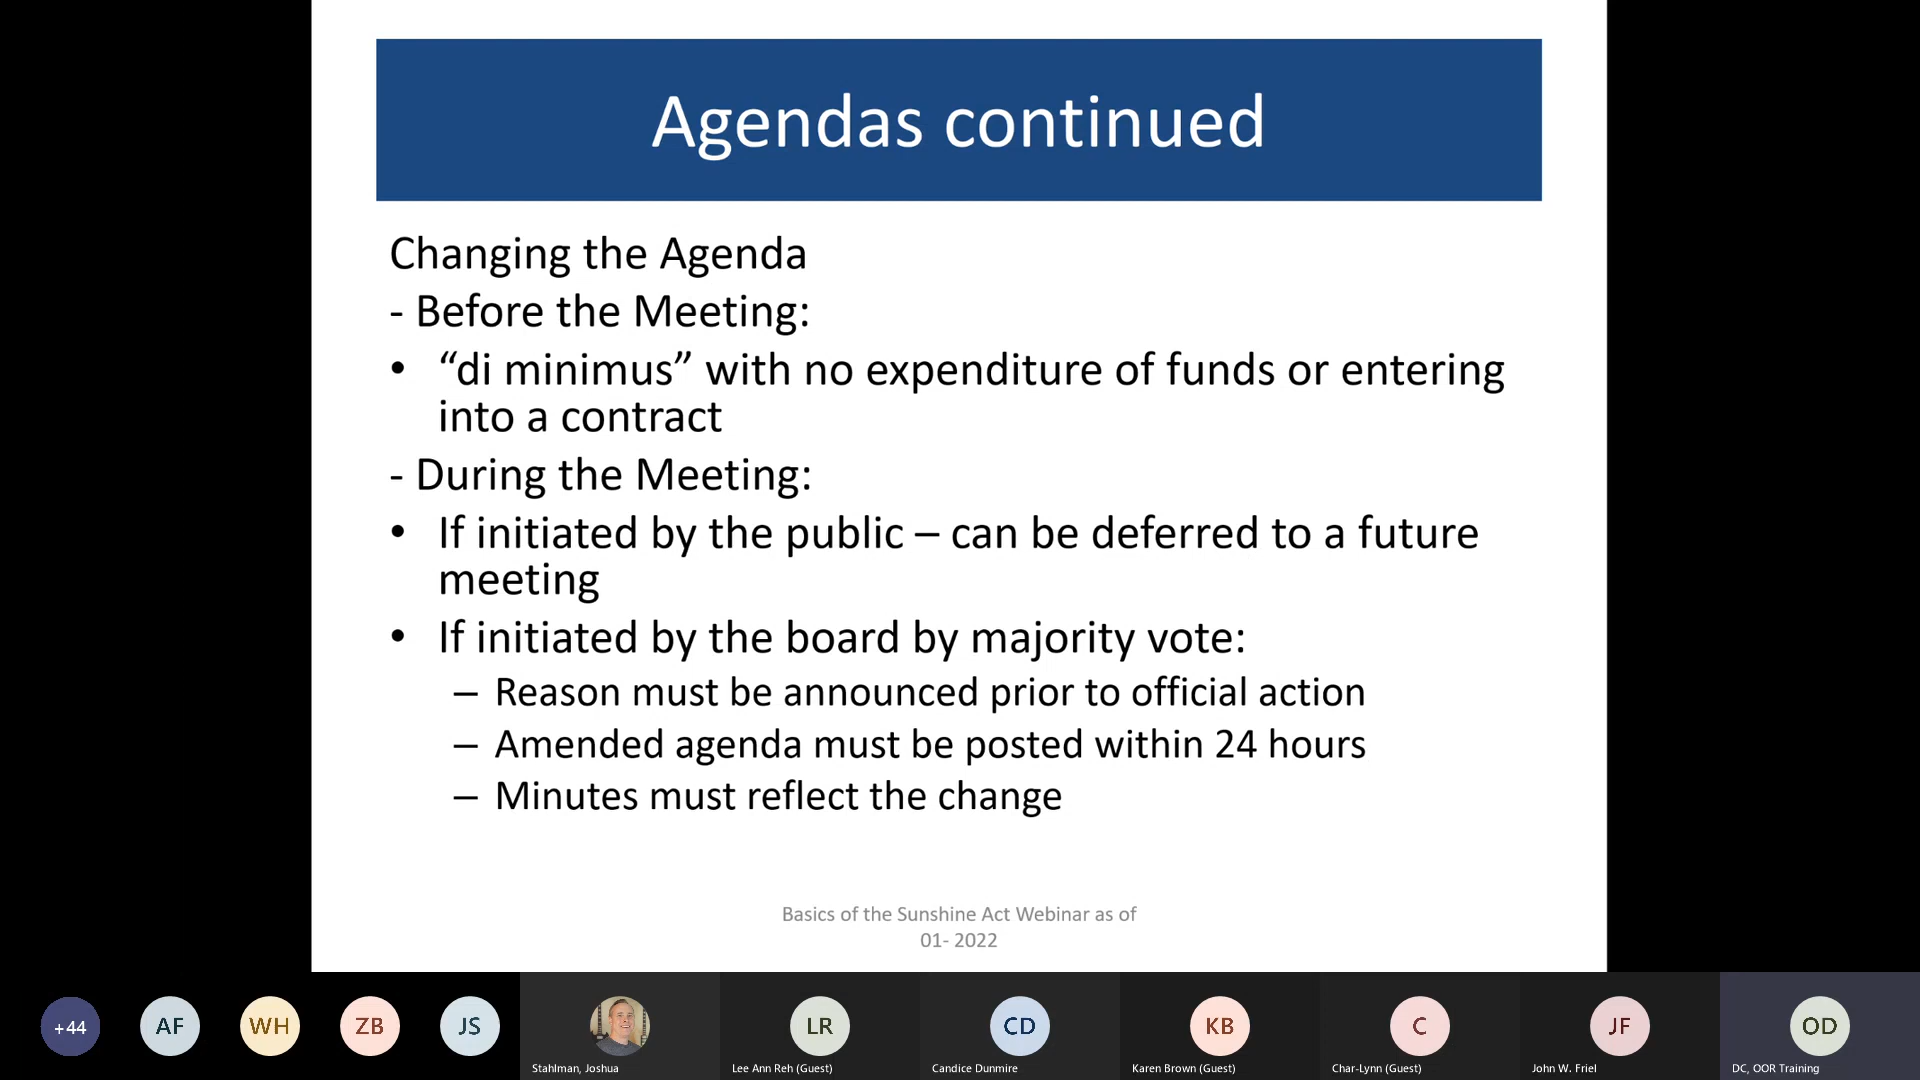 Agendas continued
Changing the Agenda
- Before the Meeting:
• “di minimus” with no expenditure of funds or entering
into a contract
- During the Meeting:
• If initiated by the public – can be deferred to a future
meeting
• If initiated by the board by majority vote:
– Reason must be announced prior to official action
– Amended agenda must be posted within 24 hours
– Minutes must reflect the change
Basics of the Sunshine Act Webinar as of
01- 2022
+44
AF
WH
ZB
JS
Stahlman, Joshua
LR
Lee Ann Reh (Guest)
CD
Candice Dunmire
KB
Karen Brown (Guest)
C
Char-Lynn (Guest)
JF
John W. Friel
OD
DC, OOR Training